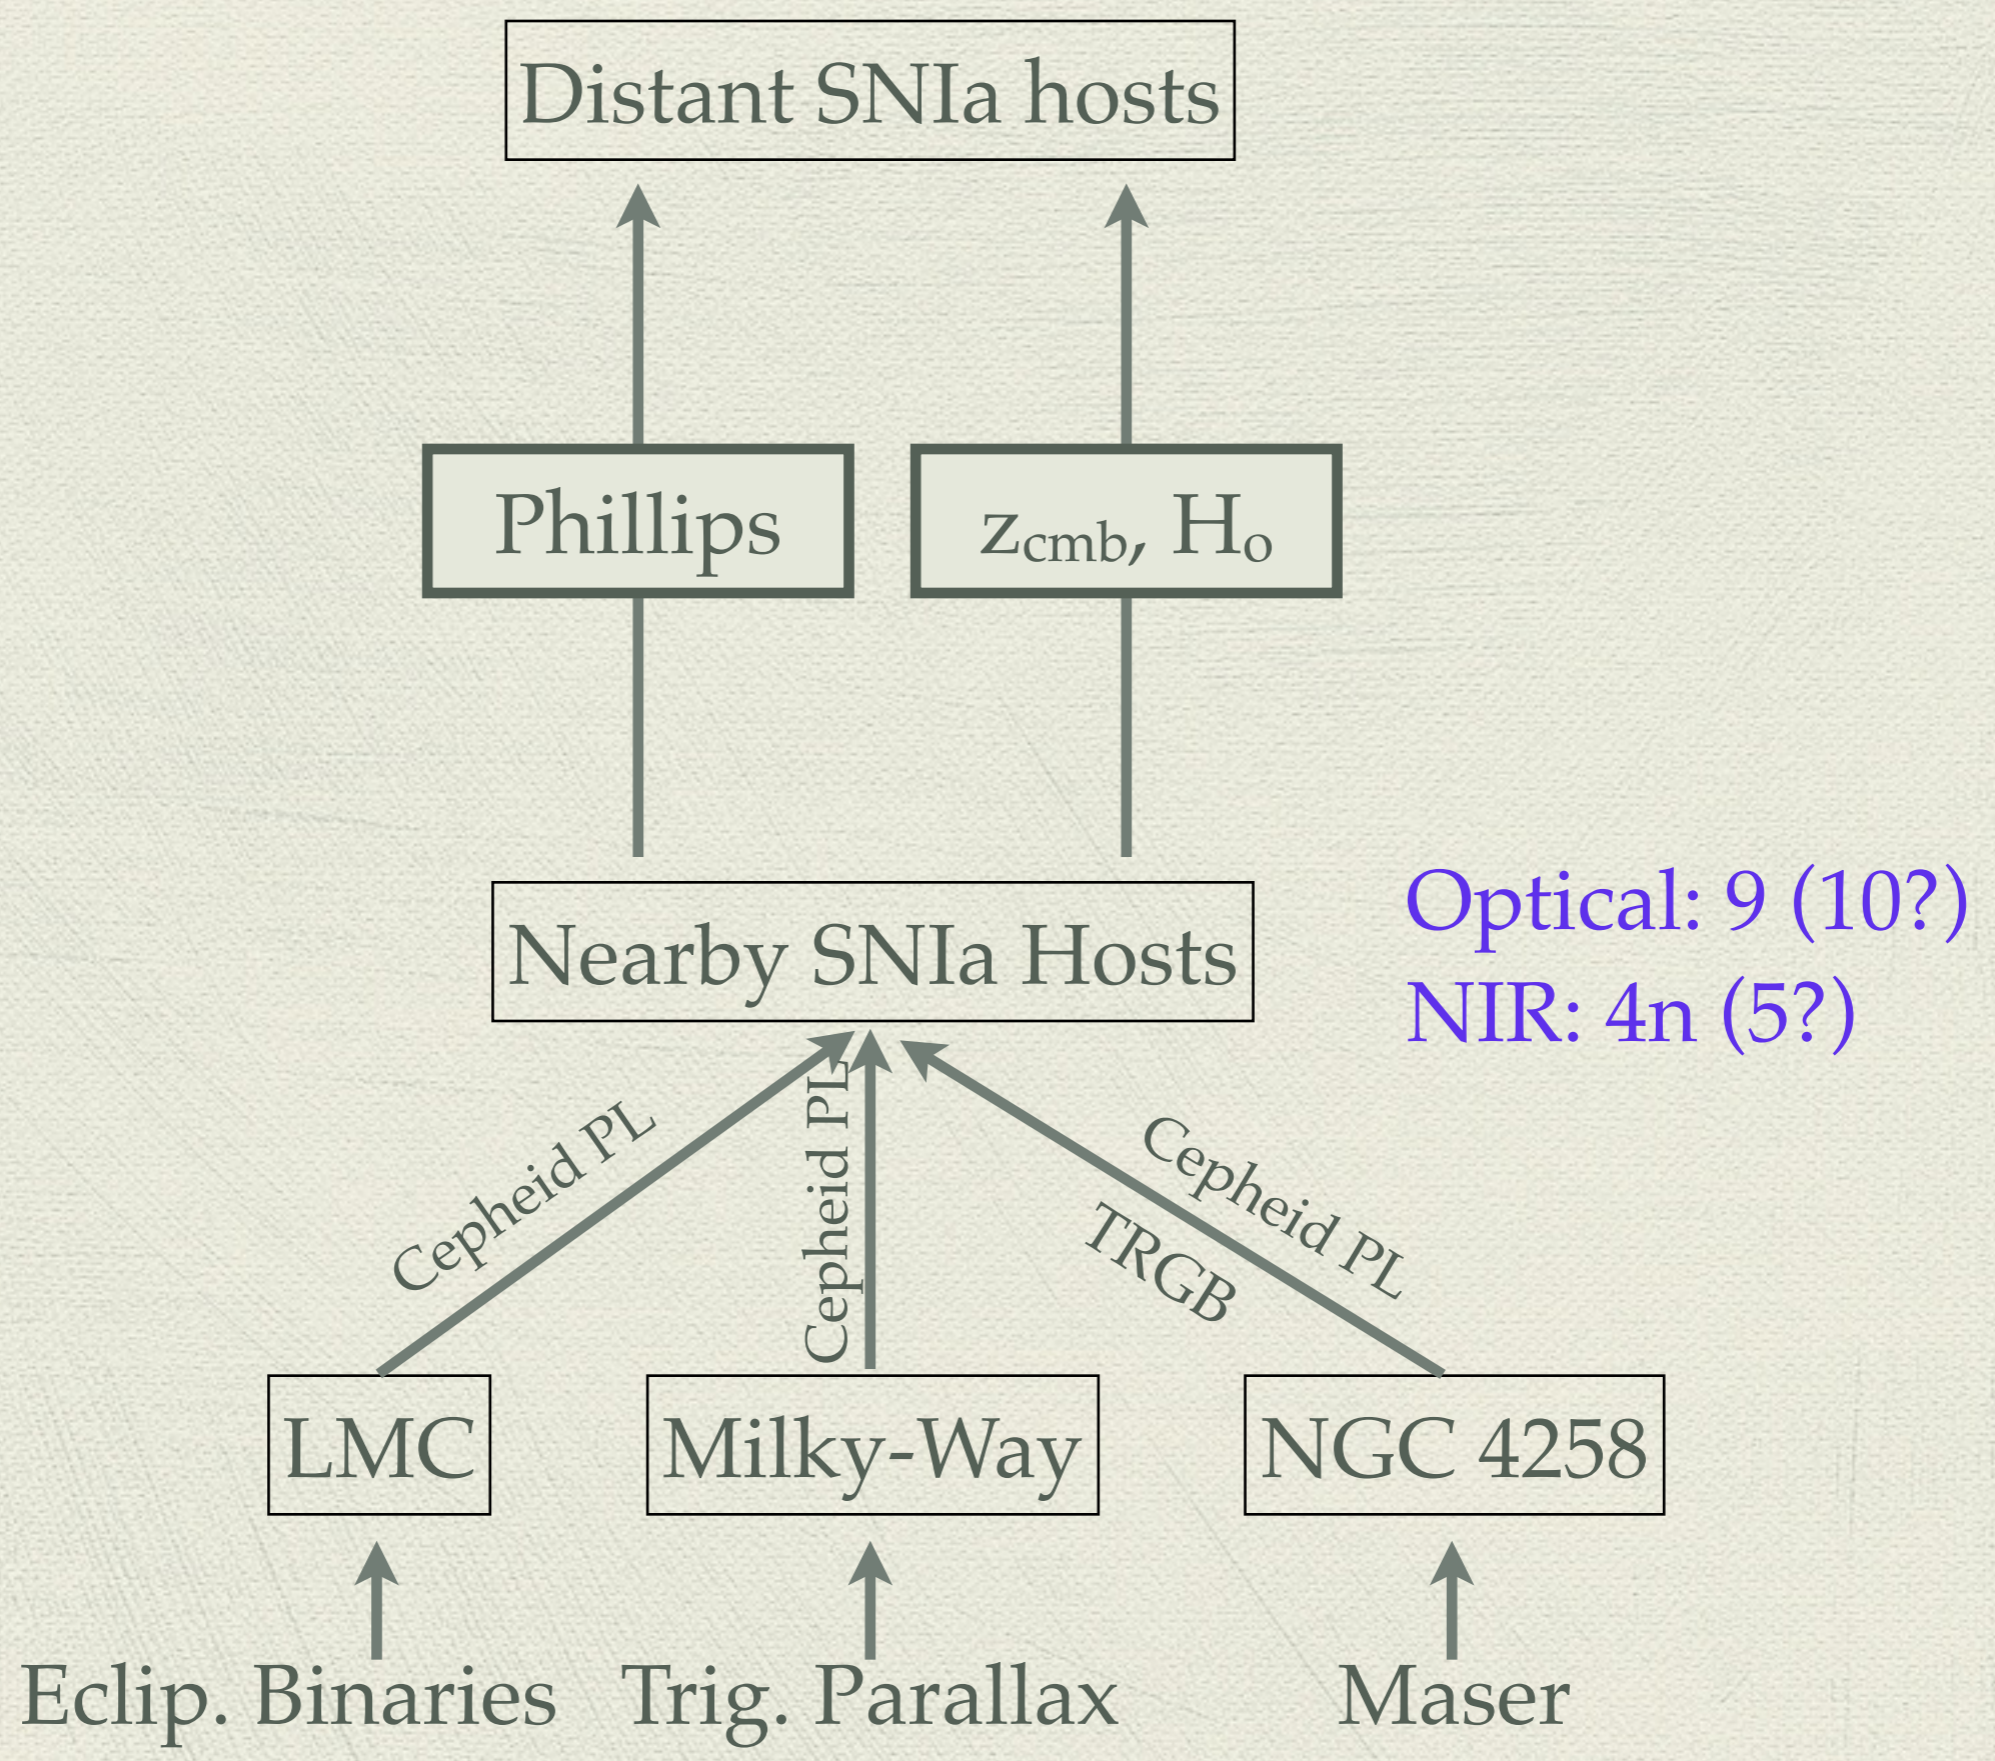 Distant SNIa hosts
Phillips
zcmb, Ho
Nearby SNIa Hosts
Optical: 9 (10?)
NIR: 4n (5?)
Cepheid PL
Cepheid PL
Cepheid PL
TRGB
LMC
Milky-Way
NGC 4258
Eclip. Binaries
Trig. Parallax
Maser